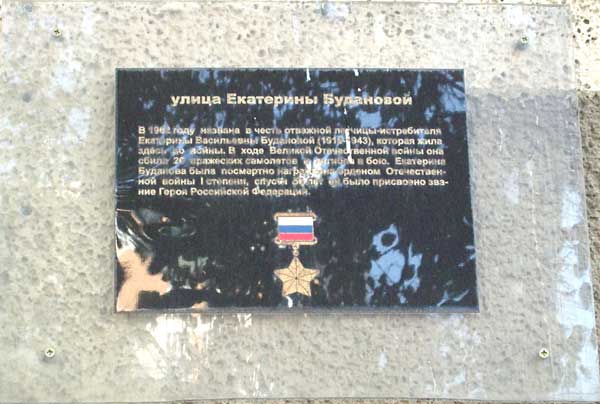 улица Екатерины Будановой
В 1962 году названа в честь отважной летчицы-истребителя
Екатерины Васильевны Будановой (1916-1943), которая жила
здесь до войны. В ходе Великой Отечественной войны она
сбила 20 вражеских самолетов и погибла в бою. Екатерина
Буданова была посмертно награждена орденом Отечествен-
ной войны I степени, спустя лет ей было присвоено зва-
ние Герой Российской Федерации.